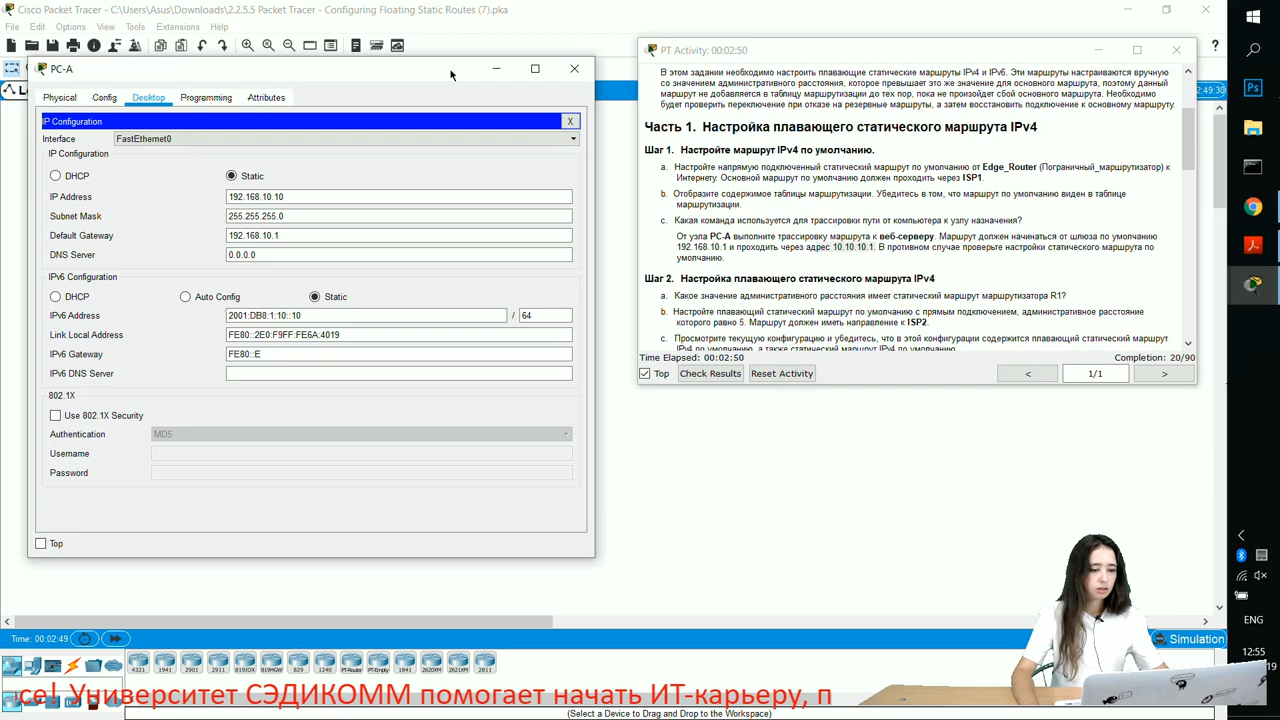 Cisco Packet Tracer - C:\Users\Asus\Downloads\2.2.5.5 Packet Tracer - Configuring Floating Static Routes (7).pka
File Edit Options View Tools Extensions Help
PC-A
Physical Config Desktop Programming Attributes
IP Configuration X
Interface FastEthernet0
IP Configuration
DHCP Static
IP Address 192.168.10.10
Subnet Mask 255.255.255.0
Default Gateway 192.168.10.1
DNS Server 0.0.0.0
IPv6 Configuration
DHCP Auto Config Static
IPv6 Address 2001:DB8:1:10::10 / 64
Link Local Address FE80::2E0:F9FF:FE6A:4019
IPv6 Gateway FE80::E
IPv6 DNS Server
802.1X
Use 802.1X Security
Authentication MD5
Username
Password
Top
PT Activity: 00:02:50
В этом задании необходимо настроить плавающие статические маршруты IPv4 и IPv6. Эти маршруты настраиваются вручную
со значением административного расстояния, которое превышает это же значение для основного маршрута, поэтому данный
маршрут не добавляется в таблицу маршрутизации до тех пор, пока не произойдет сбой основного маршрута. Необходимо
будет проверить переключение при отказе на резервные маршруты, а затем восстановить подключение к основному маршруту.
Часть 1. Настройка плавающего статического маршрута IPv4
Шаг 1. Настройте маршрут IPv4 по умолчанию.
a. Настройте напрямую подключенный статический маршрут по умолчанию от Edge_Router (Пограничный_маршрутизатор) к
Интернету. Основной маршрут по умолчанию должен проходить через ISP1.
b. Отобразите содержимое таблицы маршрутизации. Убедитесь в том, что маршрут по умолчанию виден в таблице
маршрутизации.
c. Какая команда используется для трассировки пути от компьютера к узлу назначения?
От узла PC-A выполните трассировку маршрута к веб-серверу. Маршрут должен начинаться от шлюза по умолчанию
192.168.10.1 и проходить через адрес 10.10.10.1. В противном случае проверьте настройки статического маршрута по
умолчанию.
Шаг 2. Настройка плавающего статического маршрута IPv4
a. Какое значение административного расстояния имеет статический маршрут маршрутизатора R1?
b. Настройте плавающий статический маршрут по умолчанию с прямым подключением, административное расстояние
которого равно 5. Маршрут должен иметь направление к ISP2.
c. Просмотрите текущую конфигурацию и убедитесь, что в этой конфигурации содержится плавающий статический маршрут
IPv4 по умолчанию, а также статический маршрут IPv4 по умолчанию.
Time Elapsed: 00:02:50 Completion: 20/90
Top Check Results Reset Activity < 1/1 >
Ps
ENG
12:55
Time: 00:02:49
Simulation
4321 1941 2901 2911 819IOX 819HGW 829 1240 PT-Router PT-Empty 1841 2620XM 2621XM 2811
се! Университет СЭДИКОММ помогает начать ИТ-карьеру, п
(Select a Device to Drag and Drop to the Workspace)